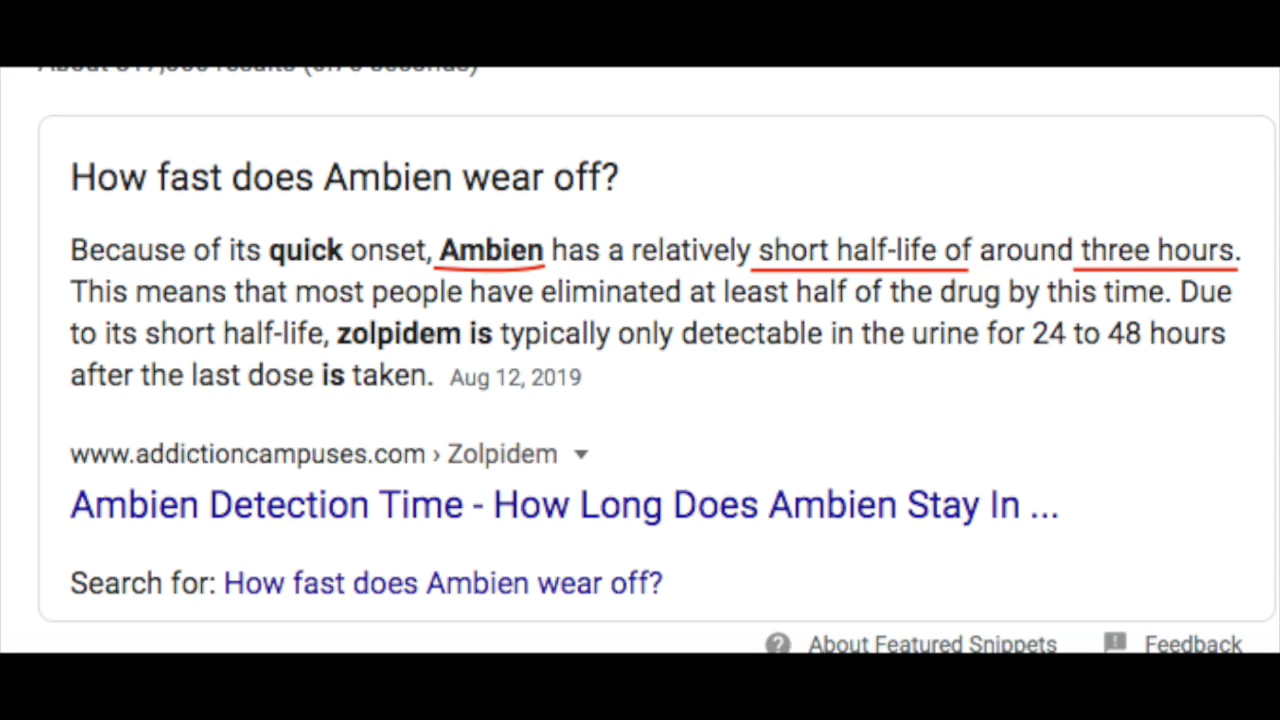 How fast does Ambien wear off?
Because of its quick onset, Ambien has a relatively short half-life of around three hours.
This means that most people have eliminated at least half of the drug by this time. Due
to its short half-life, zolpidem is typically only detectable in the urine for 24 to 48 hours
after the last dose is taken. Aug 12, 2019
www.addictioncampuses.com › Zolpidem
Ambien Detection Time - How Long Does Ambien Stay In ...
Search for: How fast does Ambien wear off?
About Featured Snippets Feedback